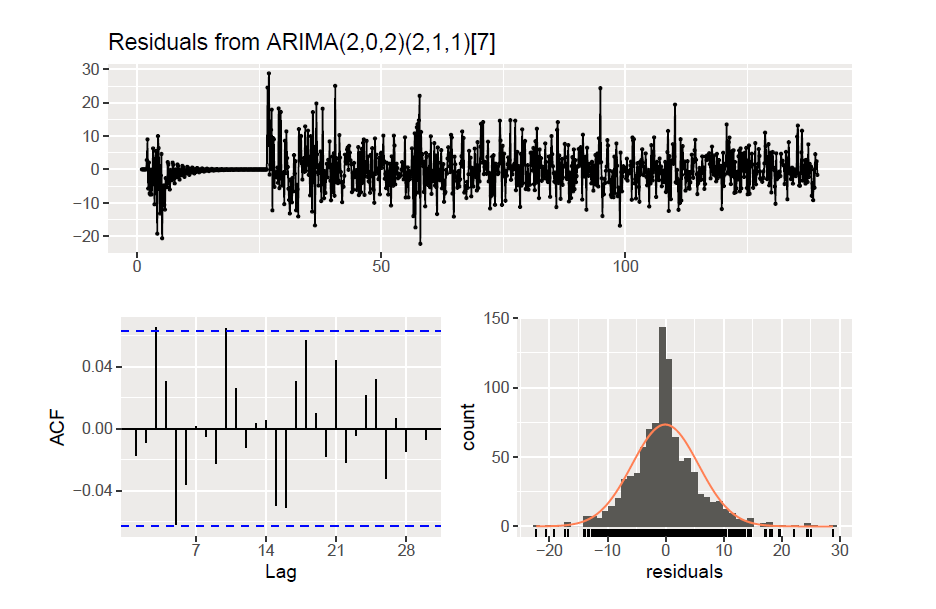 Residuals from ARIMA(2,0,2)(2,1,1)[7]
30
20
10
0
−10
−20
0 50 100
ACF
0.04
0.00
−0.04
7 14 21 28
Lag
count
150
100
50
0
−20 −10 0 10 20 30
residuals